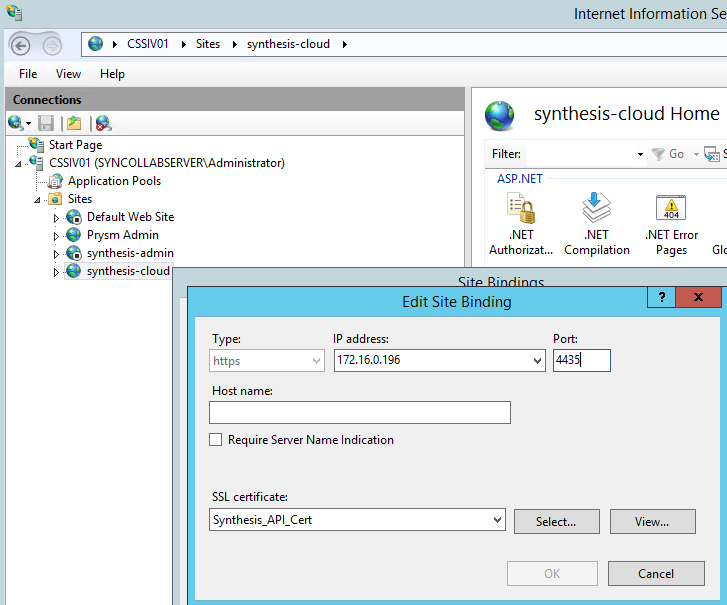 Internet Information Se
CSSIV01 Sites synthesis-cloud
File View Help
Connections
Start Page
CSSIV01 (SYNCOLLABSERVER\Administrator)
Application Pools
Sites
Default Web Site
Prysm Admin
synthesis-admin
synthesis-cloud
synthesis-cloud Home
Filter: Go S
ASP.NET
.NET Authorizat...
.NET Compilation
404
.NET Error Pages
Glo
Site Bindings
Edit Site Binding
? X
Type: IP address: Port:
https 172.16.0.196 4435
Host name:
Require Server Name Indication
SSL certificate:
Synthesis_API_Cert Select... View...
OK Cancel